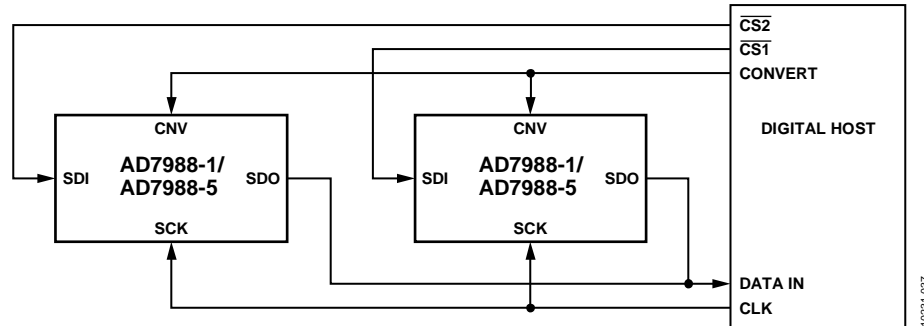 CS2
CS1
CONVERT
CNV
CNV
DIGITAL HOST
AD7988-1/
AD7988-5
AD7988-1/
AD7988-5
SDI
SDO
SDI
SDO
SCK
SCK
DATA IN
CLK